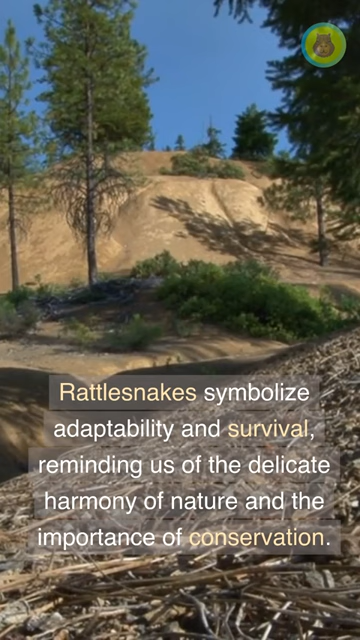 Rattlesnakes symbolize
adaptability and survival,
reminding us of the delicate
harmony of nature and the
importance of conservation.